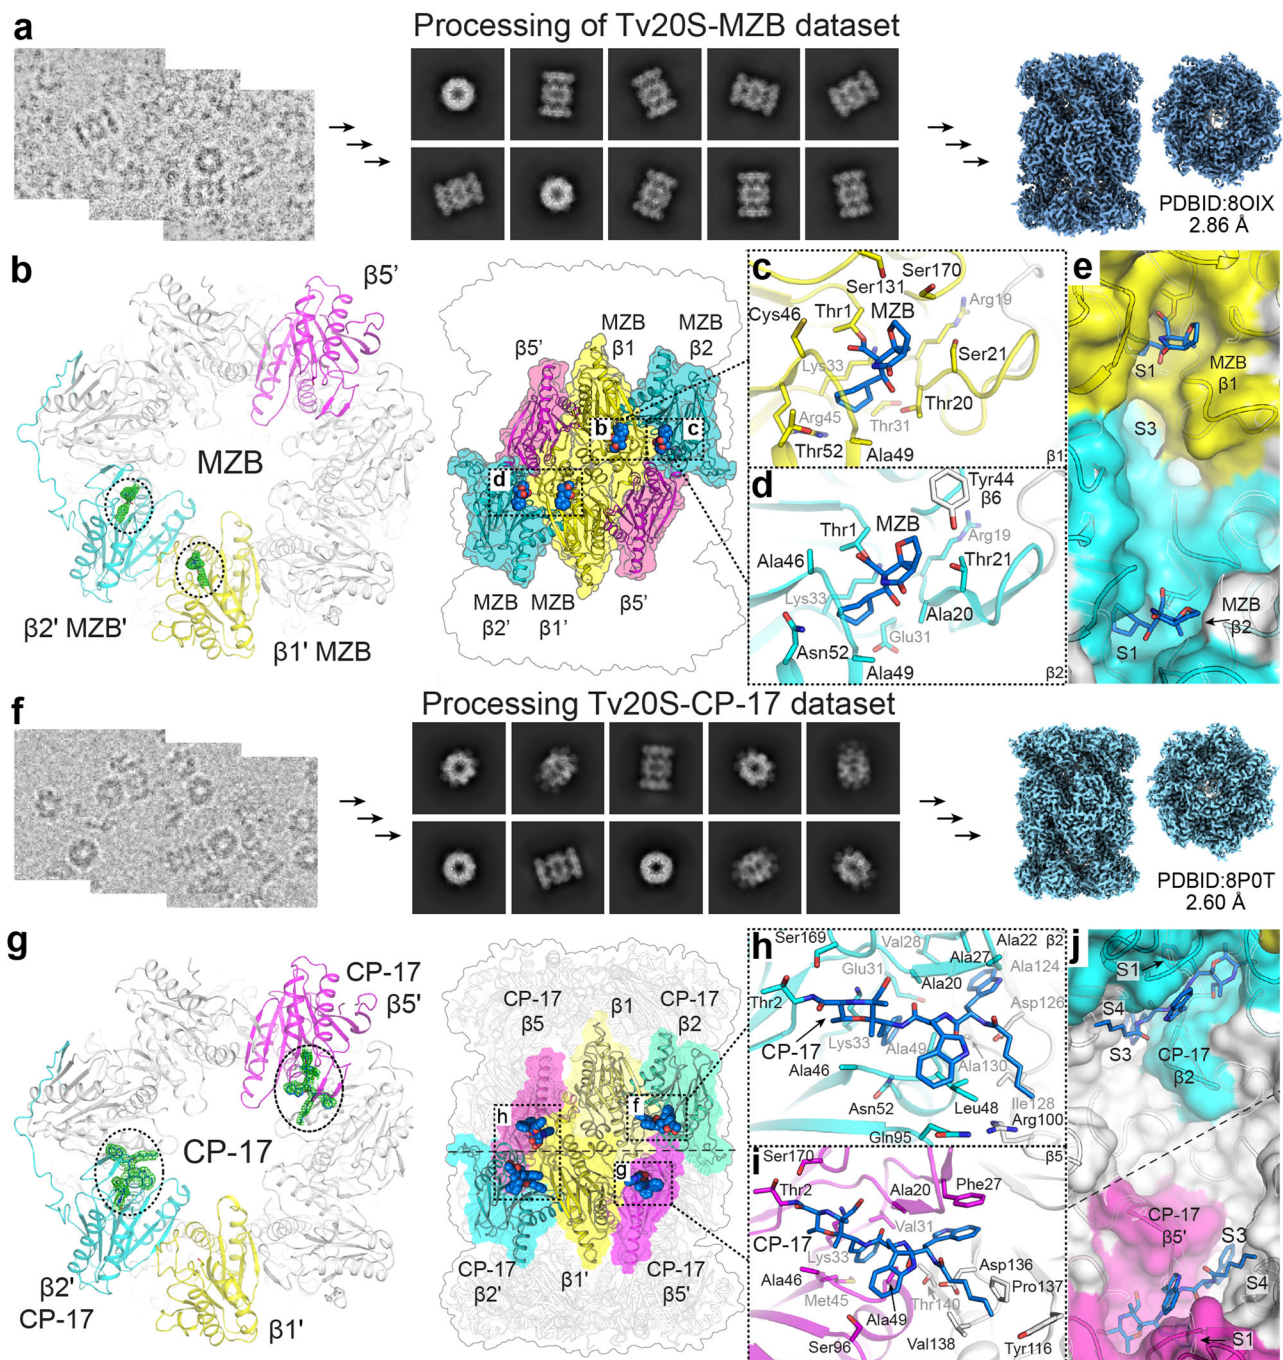 a
Processing of Tv20S-MZB dataset
PDBID:8OIX
2.86 Å
b
β5’
MZB
β2' MZB'
β1' MZB
MZB
β1
MZB
β2
β5’
b
c
d
MZB
β2’
MZB
β1’
β5’
c
Ser170
Ser131
Arg19
Thr1
MZB
Cys46
Ser21
Lys33
Thr20
Arg45
Thr31
Thr52
Ala49
β1
d
Tyr44
β6
MZB
Thr1
Arg19
Ala46
Thr21
Lys33
Ala20
Glu31
Asn52
Ala49
β2
e
S1
MZB
β1
S3
MZB
β2
S1
f
Processing Tv20S-CP-17 dataset
PDBID:8P0T
2.60 Å
g
CP-17
β5'
CP-17
β2'
CP-17
β1'
CP-17
β5
β1
CP-17
β2
h
f
g
CP-17
β2'
β1'
CP-17
β5'
h
Ser169
Val28
Ala22
β2
Ala27
Glu31
Ala20
Ala124
Thr2
Asp126
Lys33
CP-17
Ala49
Ala130
Ala46
Asn52
Leu48
Ile128
Arg100
Gln95
i
β5
Ser170
Thr2
Ala20
Phe27
Val31
CP-17
Lys33
Asp136
Ala46
Pro137
Met45
Thr140
Ala49
Ser96
Val138
Tyr116
j
S1
S4
S3
CP-17
β2
CP-17
β5'
S3
S4
S1